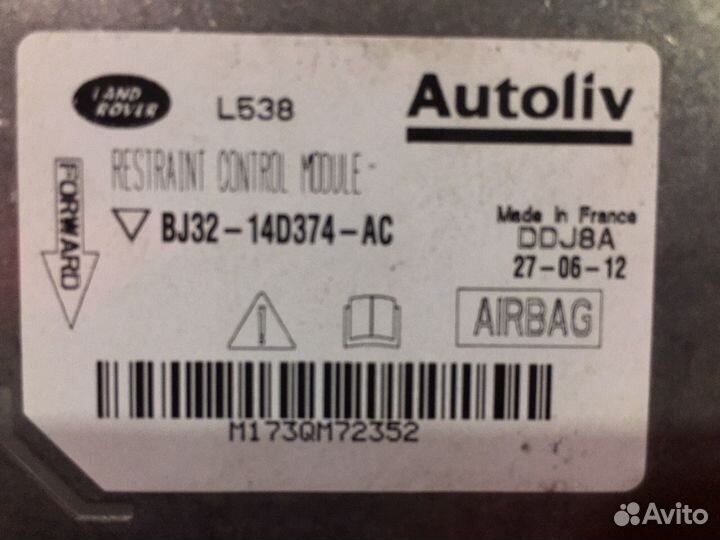 LAND ROVER
L538
Autoliv
RESTRAINT CONTROL MODULE -
FORWARD
BJ32-14D374-AC
Made in France
DDJ8A
27-06-12
AIRBAG
M173QM72352
Avito